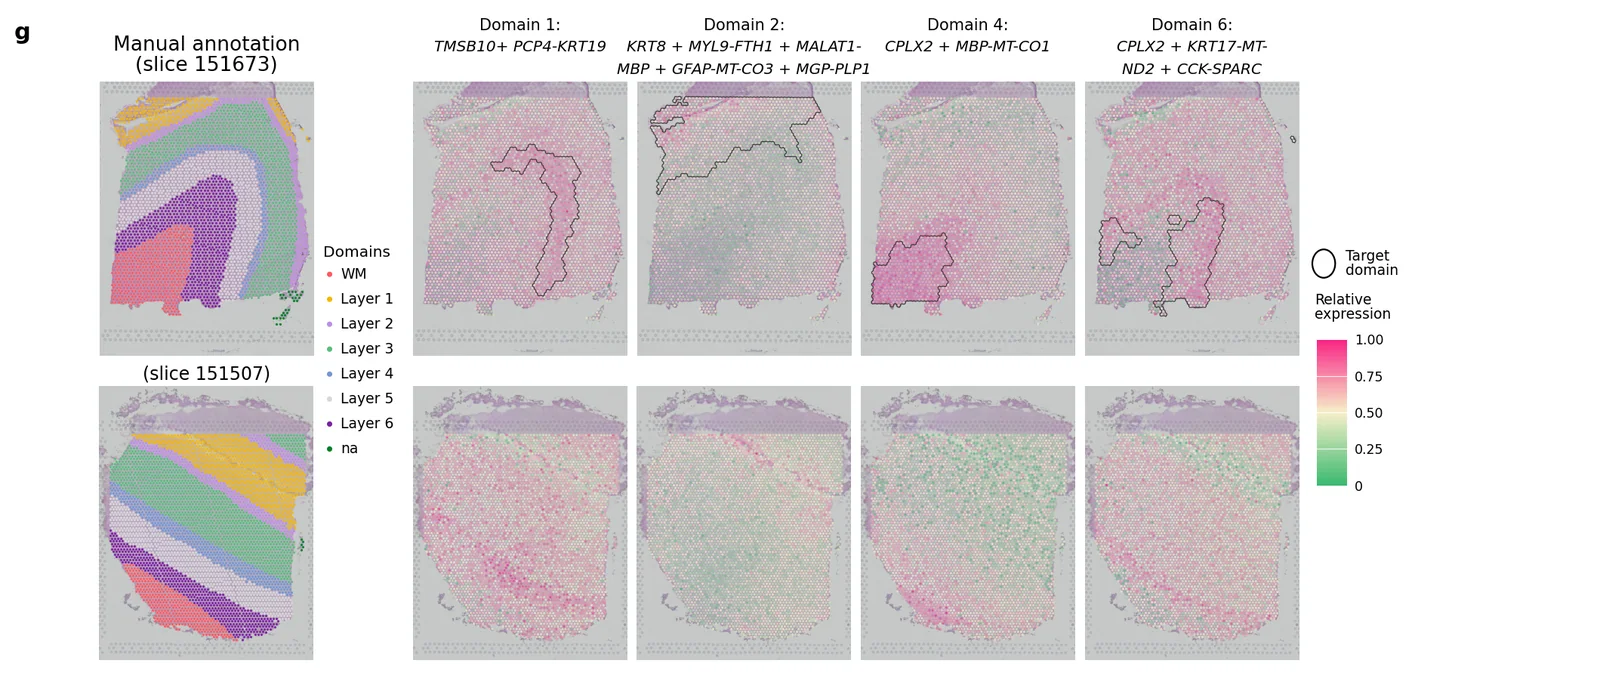 g
Manual annotation
(slice 151673)
Domain 1:
TMSB10+ PCP4-KRT19
Domain 2:
KRT8 + MYL9-FTH1 + MALAT1-
MBP + GFAP-MT-CO3 + MGP-PLP1
Domain 4:
CPLX2 + MBP-MT-CO1
Domain 6:
CPLX2 + KRT17-MT-
ND2 + CCK-SPARC
Domains
WM
Layer 1
Layer 2
Layer 3
Layer 4
Layer 5
Layer 6
na
Target
domain
Relative
expression
1.00
0.75
0.50
0.25
0
(slice 151507)